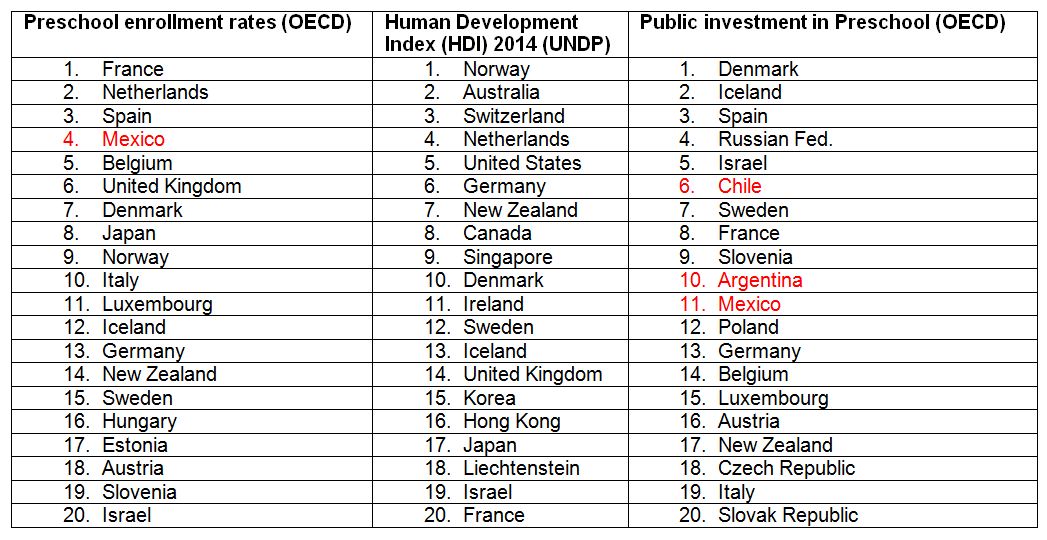 Preschool enrollment rates (OECD) Human Development Index (HDI) 2014 (UNDP) Public investment in Preschool (OECD)
1. France 1. Norway 1. Denmark
2. Netherlands 2. Australia 2. Iceland
3. Spain 3. Switzerland 3. Spain
4. Mexico 4. Netherlands 4. Russian Fed.
5. Belgium 5. United States 5. Israel
6. United Kingdom 6. Germany 6. Chile
7. Denmark 7. New Zealand 7. Sweden
8. Japan 8. Canada 8. France
9. Norway 9. Singapore 9. Slovenia
10. Italy 10. Denmark 10. Argentina
11. Luxembourg 11. Ireland 11. Mexico
12. Iceland 12. Sweden 12. Poland
13. Germany 13. Iceland 13. Germany
14. New Zealand 14. United Kingdom 14. Belgium
15. Sweden 15. Korea 15. Luxembourg
16. Hungary 16. Hong Kong 16. Austria
17. Estonia 17. Japan 17. New Zealand
18. Austria 18. Liechtenstein 18. Czech Republic
19. Slovenia 19. Israel 19. Italy
20. Israel 20. France 20. Slovak Republic